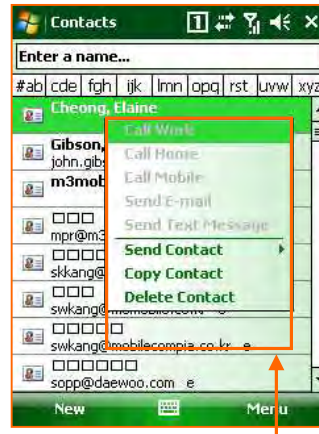 Contacts
Enter a name...
#ab cde fgh ijk lmn opq rst uvw xyz
Cheong, Elaine
Call Work
Gibson,
Call Home
john.gibs
Call Mobile
m3mob
Send E-mail
□□□
Send Text Message
mpr@m3
□□□□
Send Contact
skkang@
Copy Contact
□□□□
Delete Contact
swkang@
e
□□□□□
swkang@mobilecompia.co.kr e
□□□□□□
sopp@daewoo.com e
New
Menu